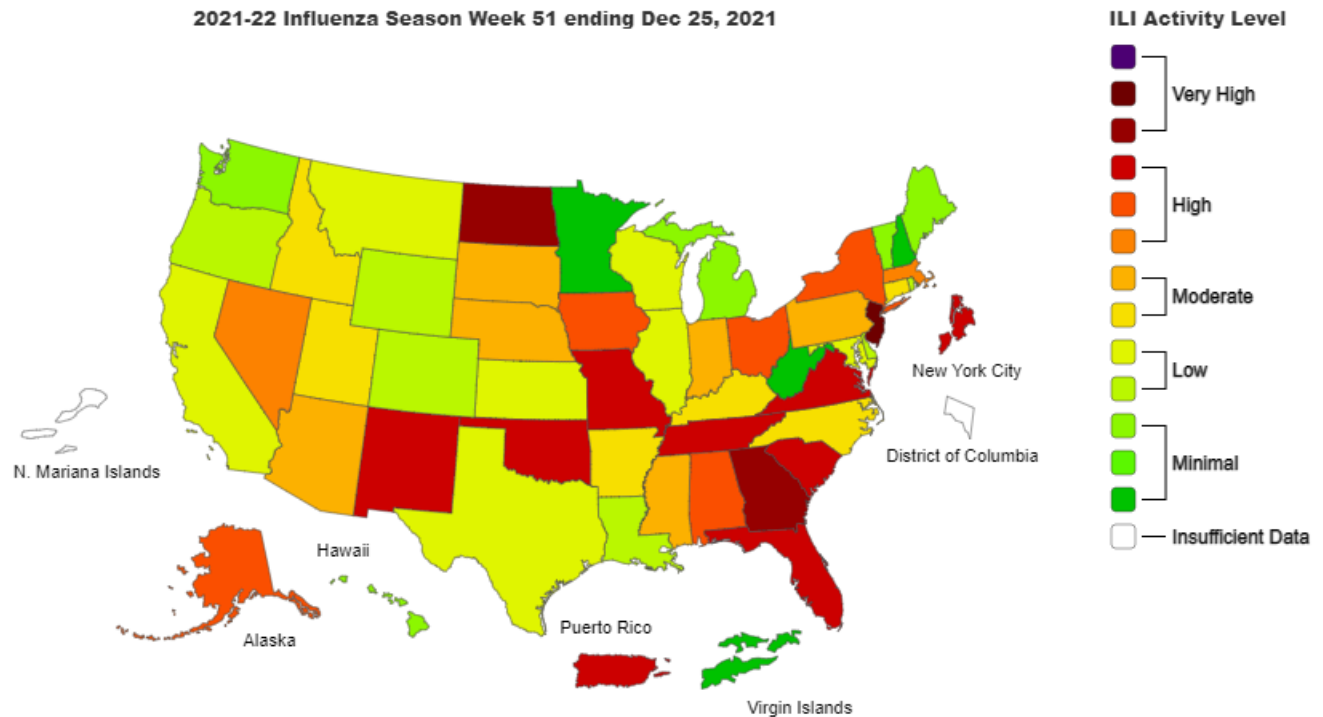 2021-22 Influenza Season Week 51 ending Dec 25, 2021
ILI Activity Level
Very High
High
Moderate
Low
Minimal
Insufficient Data
New York City
District of Columbia
N. Mariana Islands
Hawaii
Alaska
Puerto Rico
Virgin Islands